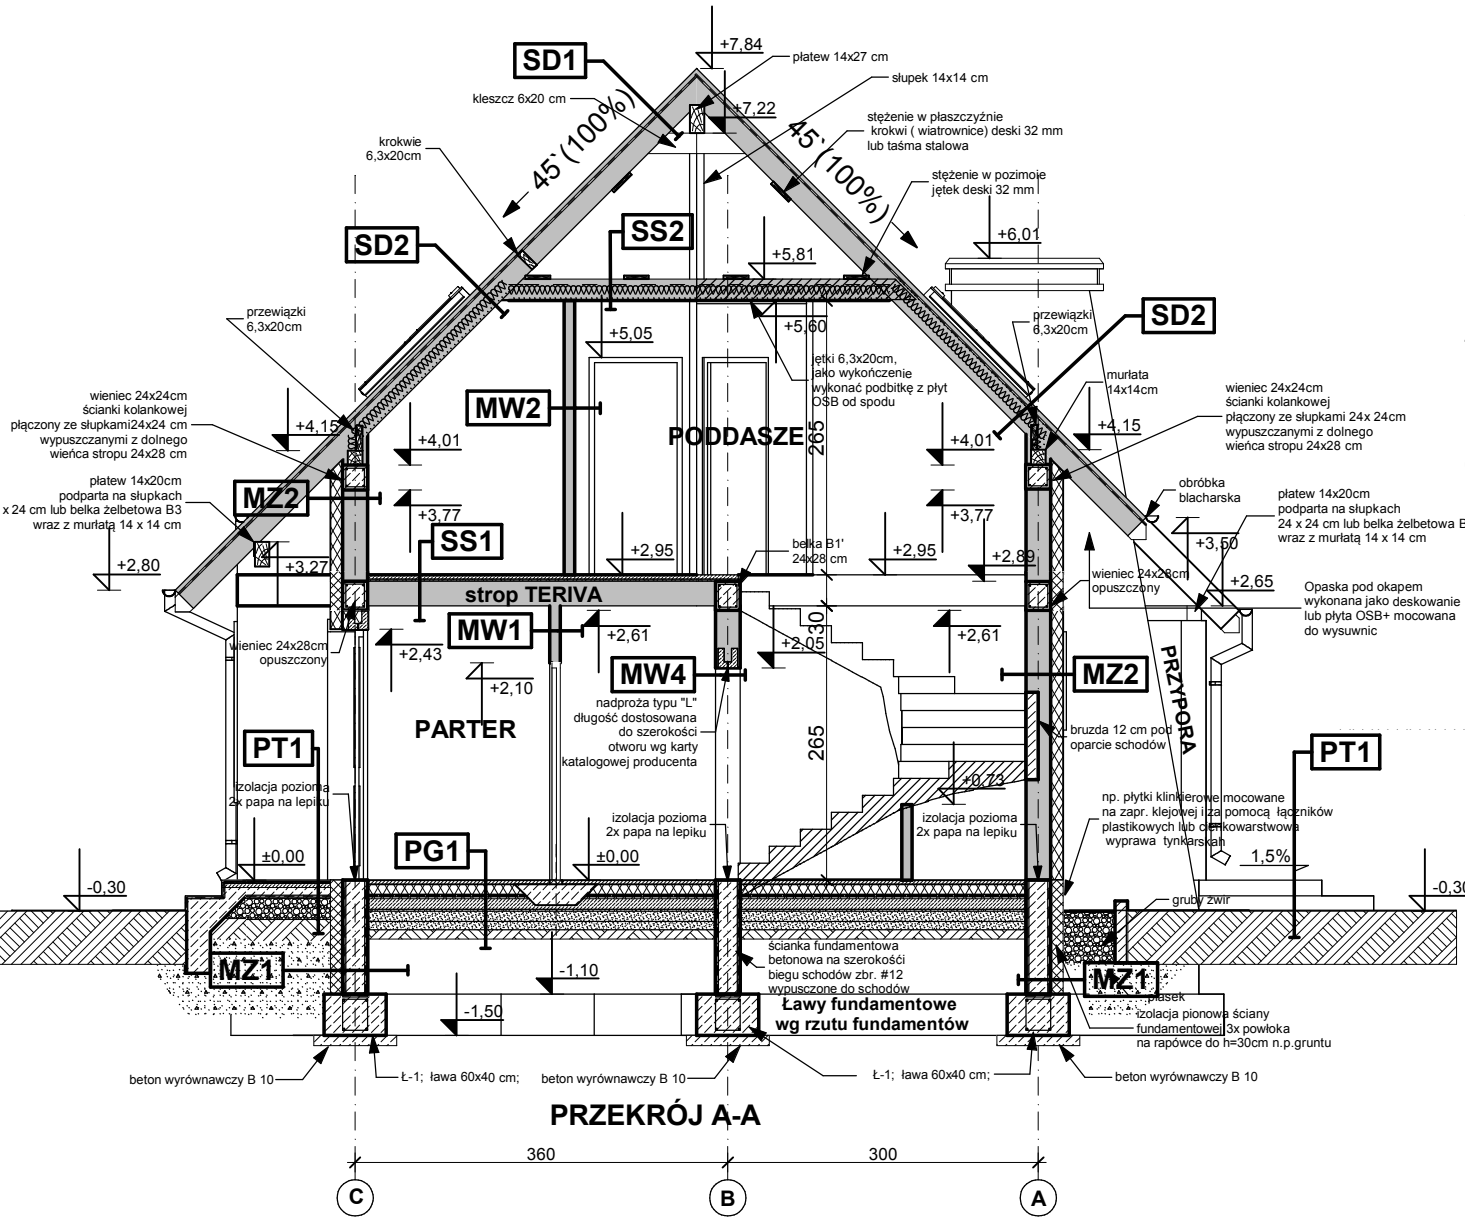 +7,84
SD1
płatew 14x27 cm
słupek 14x14 cm
kleszcz 6x20 cm
+7,22
45`(100%)
45`(100%)
stężenie w płaszczyźnie
krokwi ( wiatrownice) deski 32 mm
lub taśma stalowa
krokwie
6,3x20cm
stężenie w pozimoie
jętek deski 32 mm
SS2
SD2
+6,01
+5,81
przewiązki
6,3x20cm
+5,60
przewiązki
6,3x20cm
SD2
+5,05
jętki 6,3x20cm,
jako wykończenie
wykonać podbitkę z płyt
OSB od spodu
murłata
14x14cm
wieniec 24x24cm
ścianki kolankowej
płączony ze słupkami24x24 cm
wypuszczanymi z dolnego
wieńca stropu 24x28 cm
wieniec 24x24cm
ścianki kolankowej
płączony ze słupkami 24x 24cm
wypuszczanymi z dolnego
wieńca stropu 24x28 cm
MW2
PODDASZE
265
+4,15
+4,01
+4,01
+4,15
płatew 14x20cm
podparta na słupkach
x 24 cm lub belka żelbetowa B3
wraz z murłatą 14 x 14 cm
MZ2
obróbka
blacharska
płatew 14x20cm
podparta na słupkach
24 x 24 cm lub belka żelbetowa B
wraz z murłatą 14 x 14 cm
+3,77
+3,77
SS1
+3,50
belka B1'
24x28 cm
+3,27
+2,95
+2,95
+2,89
+2,80
wieniec 24x28cm
opuszczony
+2,65
Opaska pod okapem
wykonana jako deskowanie
lub płyta OSB+ mocowana
do wysuwnic
strop TERIVA
MW1
+2,61
30
+2,61
wieniec 24x28cm
opuszczony
+2,43
+2,05
MW4
MZ2
PRZYPORA
+2,10
nadproża typu "L"
długość dostosowana
do szerokości
otworu wg karty
katalogowej producenta
PARTER
265
bruzda 12 cm pod
oparcie schodów
PT1
PT1
+0,73
izolacja pozioma
2x papa na lepiku
izolacja pozioma
2x papa na lepiku
izolacja pozioma
2x papa na lepiku
np. płytki klinkierowe mocowane
na zapr. klejowej i za pomocą łączników
plastikowych lub cienkowarstwowa
wyprawa tynkarskah
PG1
±0,00
±0,00
1,5%
-0,30
-0,30
gruby żwir
ścianka fundamentowa
betonowa na szerokośći
biegu schodów zbr. #12
wypusczone do schodów
MZ1
-1,10
MZ1
piasek
Ławy fundamentowe
wg rzutu fundamentów
-1,50
izolacja pionowa ściany
fundamentowej 3x powłoka
na rapówce do h=30cm n.p.gruntu
beton wyrównawczy B 10
Ł-1; ława 60x40 cm;
beton wyrównawczy B 10
Ł-1; ława 60x40 cm;
beton wyrównawczy B 10
PRZEKRÓJ A-A
360
300
C
B
A